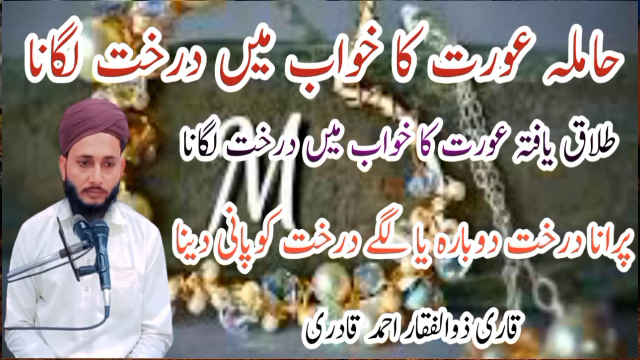 حاملہ عورت کا خواب میں درخت لگانا
طلاق یافتہ عورت کا خواب میں درخت لگانا
M
پرانا درخت دوبارہ یا لگے درخت کو پانی دینا
قاری ذوالفقار احمد قادری